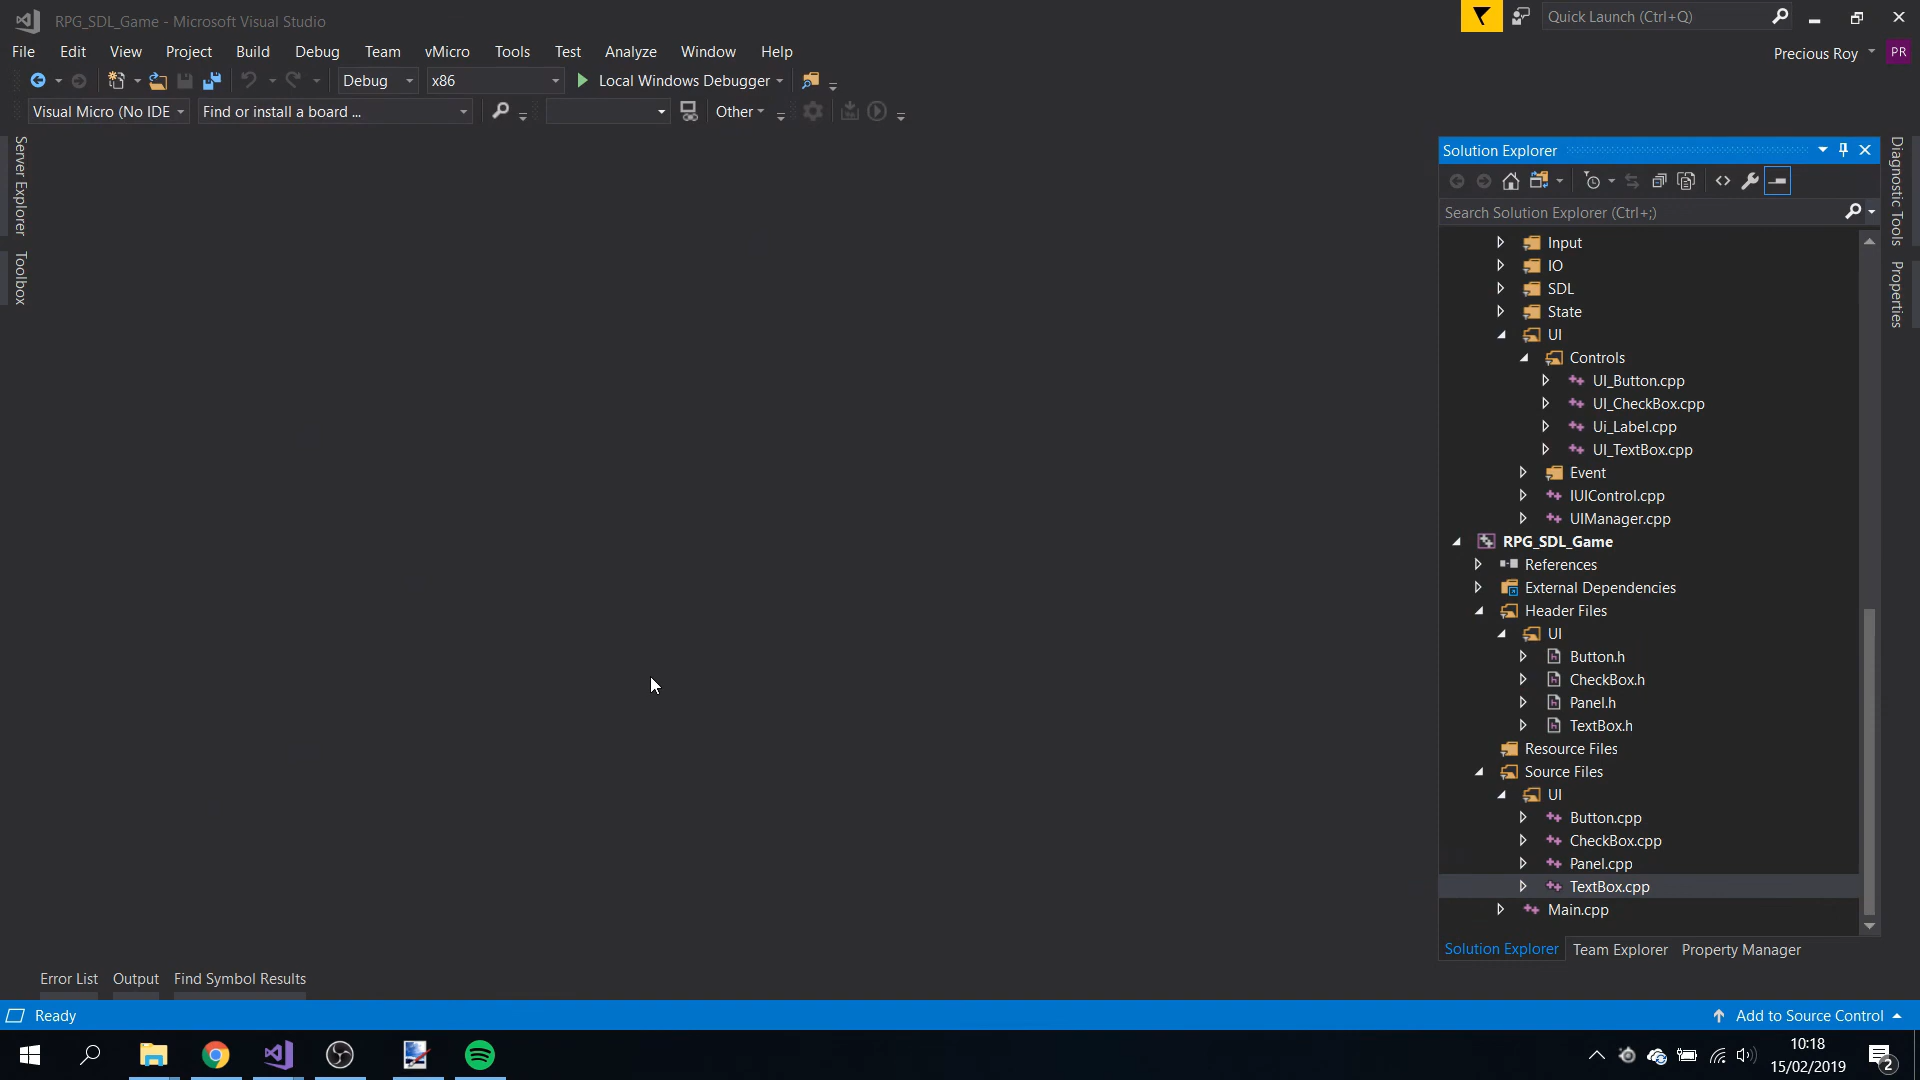 RPG_SDL_Game - Microsoft Visual Studio
Quick Launch (Ctrl+Q)
File Edit View Project Build Debug Team vMicro Tools Test Analyze Window Help
Precious Roy
PR
Debug x86 Local Windows Debugger
Visual Micro (No IDE Find or install a board ... Other
Server Explorer
Toolbox
Solution Explorer
Search Solution Explorer (Ctrl+;)
Input
IO
SDL
State
UI
Controls
UI_Button.cpp
UI_CheckBox.cpp
Ui_Label.cpp
UI_TextBox.cpp
Event
IUIControl.cpp
UIManager.cpp
RPG_SDL_Game
References
External Dependencies
Header Files
UI
Button.h
CheckBox.h
Panel.h
TextBox.h
Resource Files
Source Files
UI
Button.cpp
CheckBox.cpp
Panel.cpp
TextBox.cpp
Main.cpp
Solution Explorer Team Explorer Property Manager
Diagnostic Tools
Properties
Error List Output Find Symbol Results
Ready
Add to Source Control
10:18
15/02/2019
2